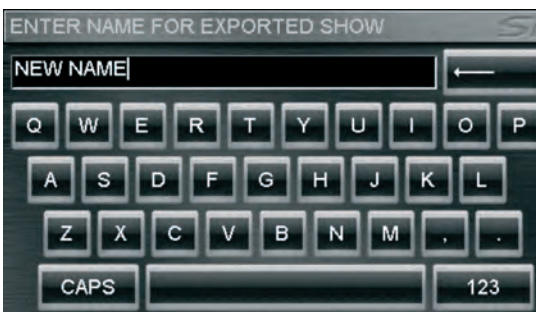 ENTER NAME FOR EXPORTED SHOW
NEW NAME
Q W E R T Y U I O P
A S D F G H J K L
Z X C V B N M , .
CAPS 123